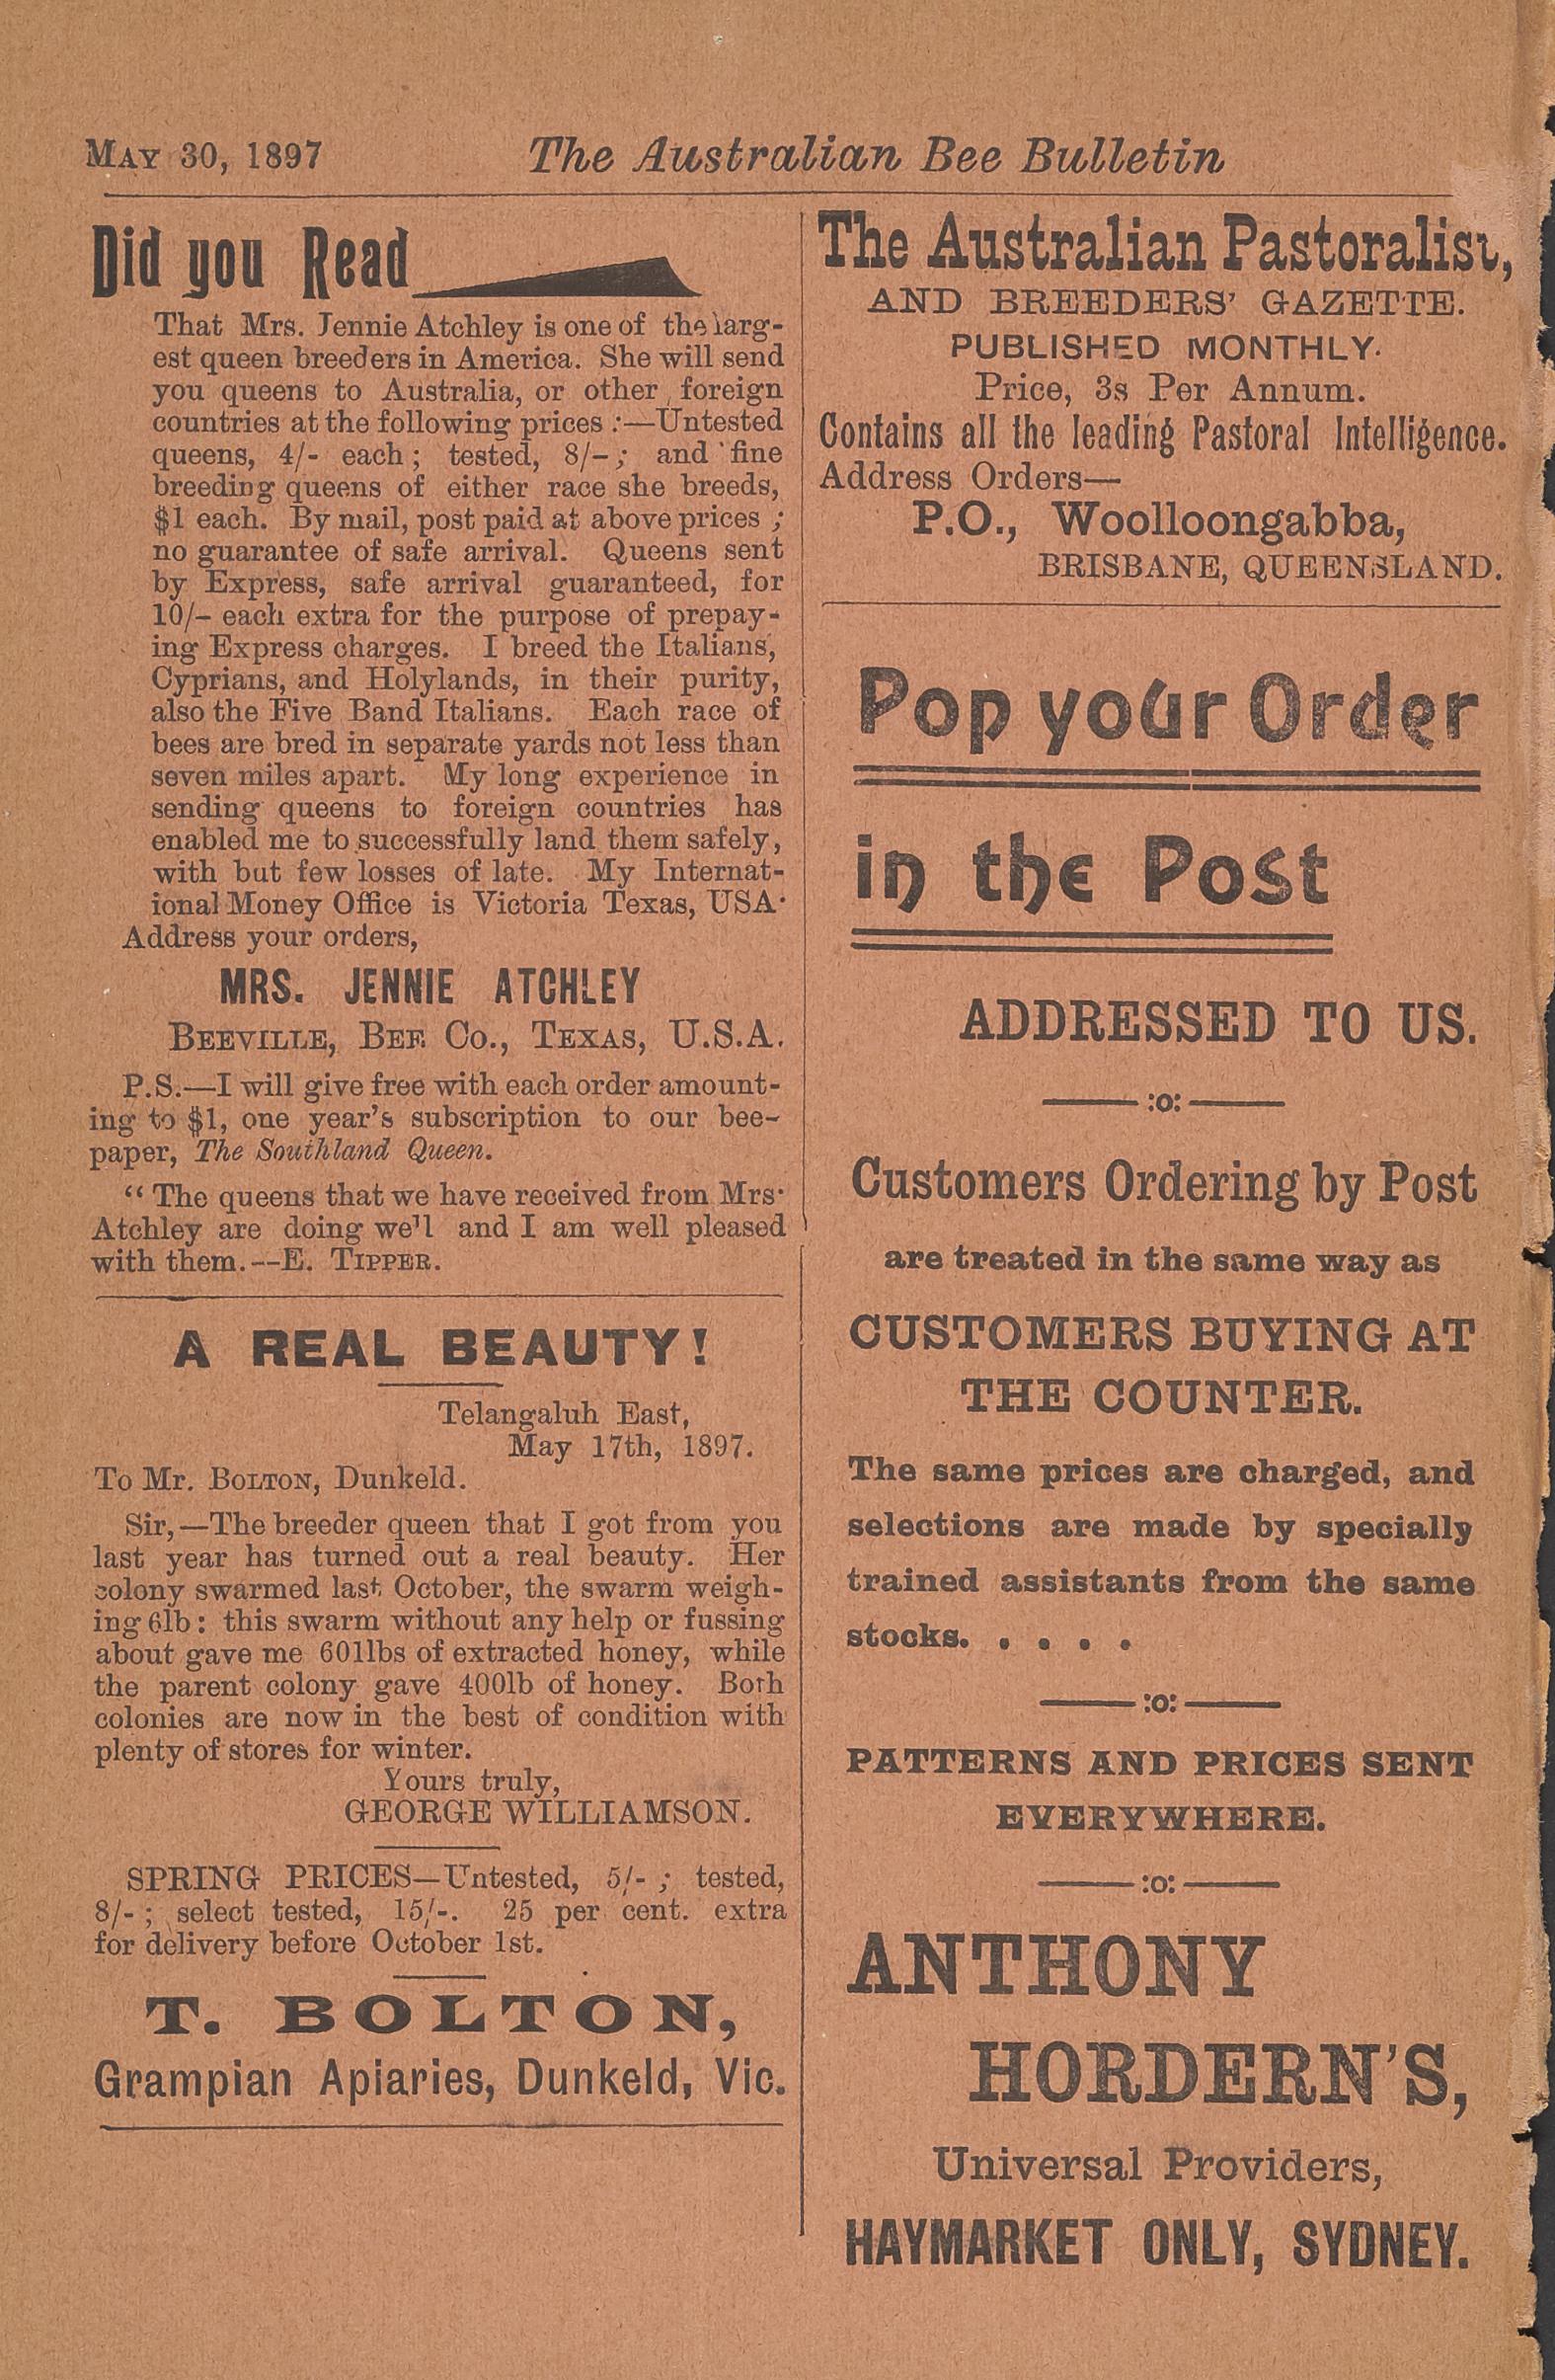 MAY 30, 1897 The Australian Bee Bulletin
Did you Read
That Mrs. Jennie Atchley is one of the larg-
est queen breeders in America. She will send
you queens to Australia, or other foreign
countries at the following prices :—Untested
queens, 4/- each ; tested, 8/- ; and fine
breeding queens of either race she breeds,
$1 each. By mail, post paid at above prices ;
no guarantee of safe arrival. Queens sent
by Express, safe arrival guaranteed, for
10/- each extra for the purpose of prepay-
ing Express charges. I breed the Italians,
Cyprians, and Holylands, in their purity,
also the Five Band Italians. Each race of
bees are bred in separate yards not less than
seven miles apart. My long experience in
sending queens to foreign countries has
enabled me to successfully land them safely,
with but few losses of late. My Internat-
ional Money Office is Victoria Texas, USA·
Address your orders,
MRS. JENNIE ATCHLEY
BEEVILLE, BEE Co., TEXAS, U.S.A.
P.S.—I will give free with each order amount-
ing to $1, one year's subscription to our bee-
paper, The Southland Queen.
“ The queens that we have received from Mrs·
Atchley are doing well and I am well pleased
with them.--E. TIPPER.
A REAL BEAUTY!
Telangaluh East,
May 17th, 1897.
To Mr. BOLTON, Dunkeld.
Sir,—The breeder queen that I got from you
last year has turned out a real beauty. Her
colony swarmed last October, the swarm weigh-
ing 6lb : this swarm without any help or fussing
about gave me 601lbs of extracted honey, while
the parent colony gave 400lb of honey. Both
colonies are now in the best of condition with
plenty of stores for winter.
Yours truly,
GEORGE WILLIAMSON.
SPRING PRICES—Untested, 5/- ; tested,
8/- ; select tested, 15/-. 25 per cent. extra
for delivery before October 1st.
T. BOLTON,
Grampian Apiaries, Dunkeld, Vic.
The Australian Pastoralist,
AND BREEDERS' GAZETTE.
PUBLISHED MONTHLY.
Price, 3s Per Annum.
Contains all the leading Pastoral Intelligence.
Address Orders—
P.O., Woolloongabba,
BRISBANE, QUEENSLAND.
Pop your Order
in the Post
ADDRESSED TO US.
:o:
Customers Ordering by Post
are treated in the same way as
CUSTOMERS BUYING AT
THE COUNTER.
The same prices are charged, and
selections are made by specially
trained assistants from the same
stocks. . . . .
:o:
PATTERNS AND PRICES SENT
EVERYWHERE.
:o:
ANTHONY
HORDERN'S,
Universal Providers,
HAYMARKET ONLY, SYDNEY.